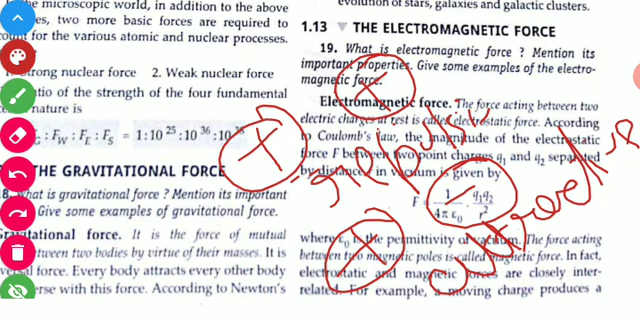 the microscopic world, in addition to the above
es, two more basic forces are required to
for the various atomic and nuclear processes.
strong nuclear force 2. Weak nuclear force
tio of the strength of the four fundamental
nature is
: F_W : F_E : F_S = 1:10^25:10^36:10
THE GRAVITATIONAL FORCE
8. What is gravitational force ? Mention its important
Give some examples of gravitational force.
Gravitational force. It is the force of mutual
tween two bodies by virtue of their masses. It is
force. Every body attracts every other body
erse with this force. According to Newton's
evolution of stars, galaxies and galactic clusters.
1.13 ▼ THE ELECTROMAGNETIC FORCE
19. What is electromagnetic force ? Mention its
important properties. Give some examples of the electro-
magnetic force.
Electromagnetic force. The force acting between two
electric charges at rest is called electrostatic force. According
to Coulomb's law, the magnitude of the electrostatic
force F between two point charges q1 and q2 separated
by distance r in vacuum is given by
F = 1/4πε0 · q1q2/r^2
where ε0 is the permittivity of vacuum. The force acting
between two magnetic poles is called magnetic force. In fact,
electrostatic and magnetic forces are closely inter-
related. For example, a moving charge produces a
+
+
-
+
attractive